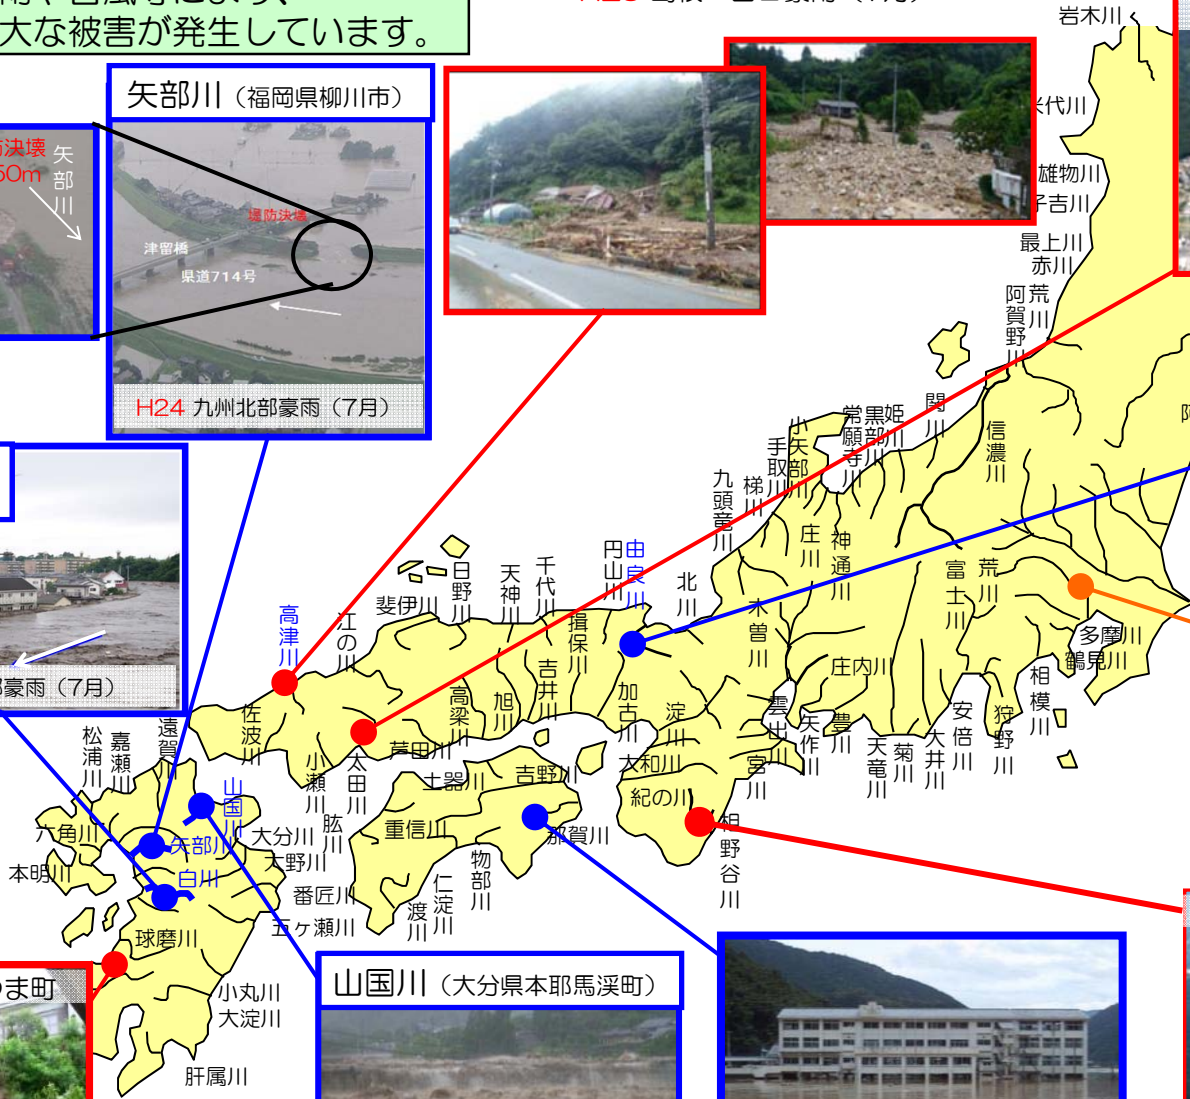 大な被害が発生しています。
矢部川（福岡県柳川市）
矢部川
堤防決壊
津留橋
県道714号
H24 九州北部豪雨（7月）
豪雨（7月）
岩木川
米代川
雄物川
子吉川
最上川
赤川
荒川
阿賀野川
関川
姫川
黒部川
常願寺川
小矢部川
手取川
梯川
九頭竜川
信濃川
庄川
神通川
富士川
荒川
多摩川
鶴見川
相模川
狩野川
安倍川
大井川
菊川
天竜川
豊川
矢作川
庄内川
木曽川
雲出川
宮川
北川
由良川
円山川
千代川
天神川
日野川
斐伊川
江の川
高津川
揖保川
加古川
淀川
大和川
紀の川
相野谷川
吉井川
旭川
高梁川
芦田川
太田川
小瀬川
佐波川
吉野川
土器川
那賀川
重信川
物部川
仁淀川
渡川
肱川
遠賀川
嘉瀬川
松浦川
六角川
本明川
山国川
矢部川
白川
大分川
大野川
番匠川
五ヶ瀬川
球磨川
小丸川
大淀川
肝属川
ま町
山国川（大分県本耶馬渓町）